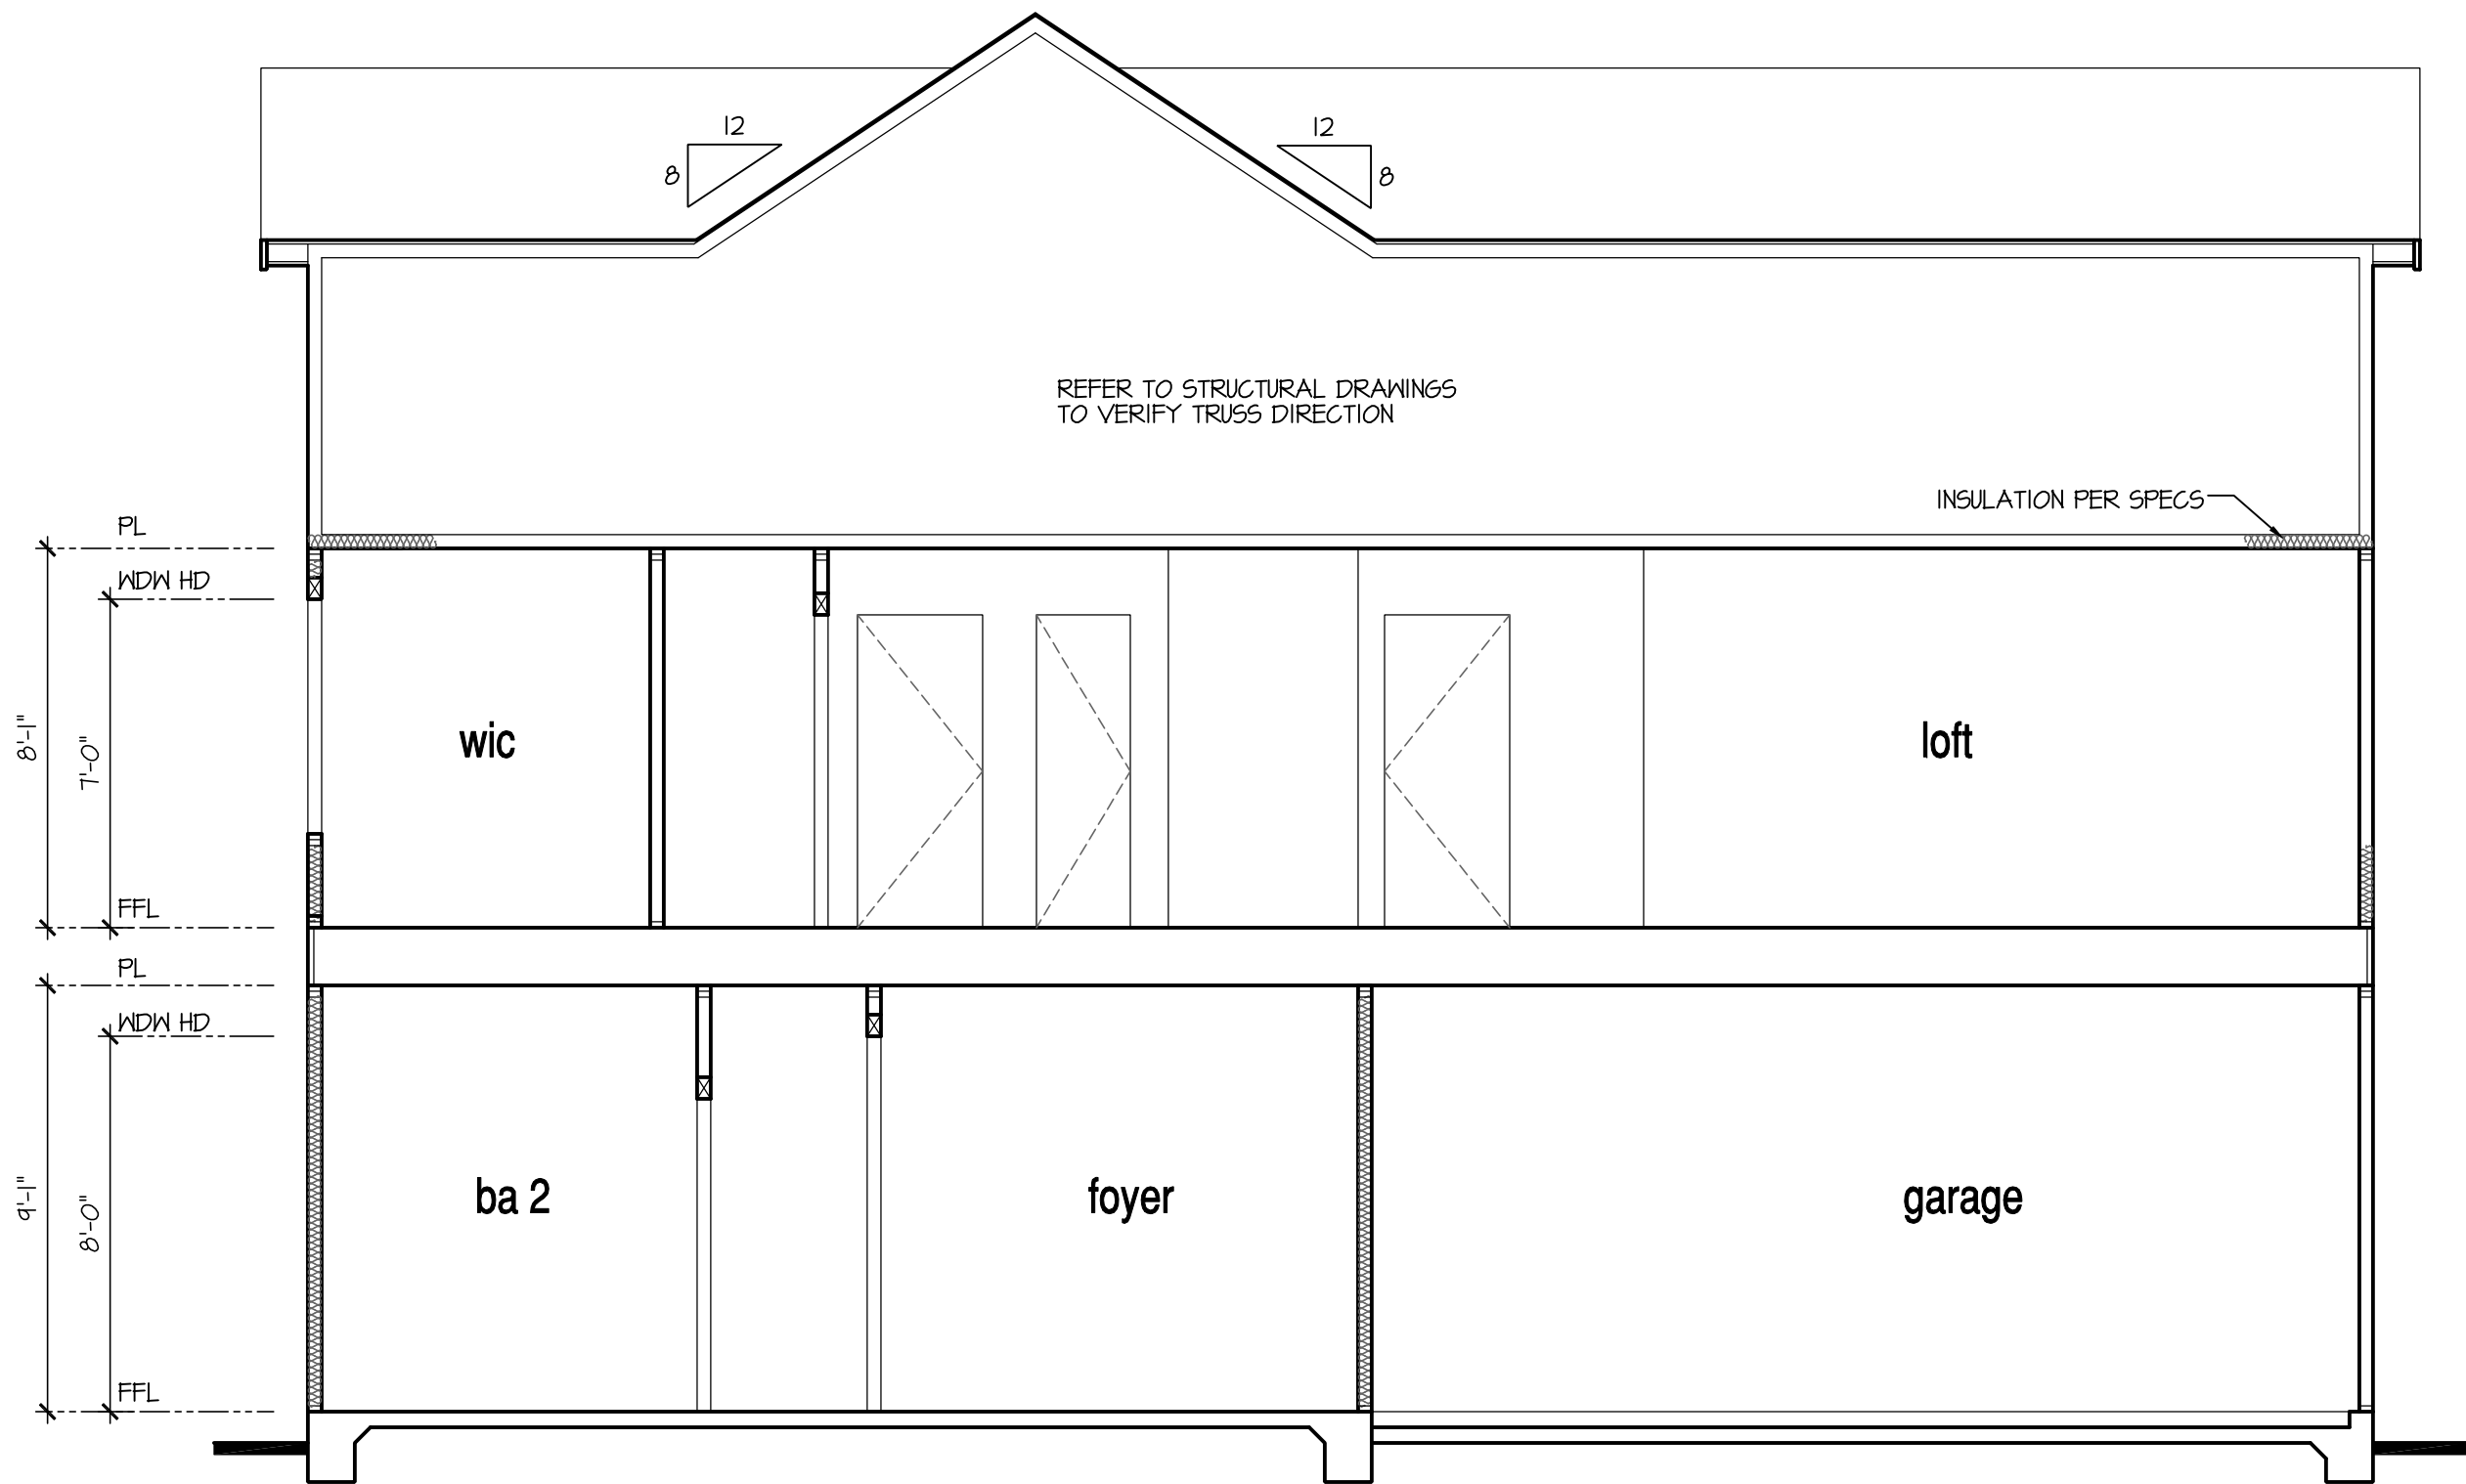 12
12
8
8
REFER TO STRUCTURAL DRAWINGS
TO VERIFY TRUSS DIRECTION
INSULATION PER SPECS
PL
WDW HD
8'-1"
7'-0"
wic
loft
FFL
PL
WDW HD
9'-1"
8'-0"
ba 2
foyer
garage
FFL